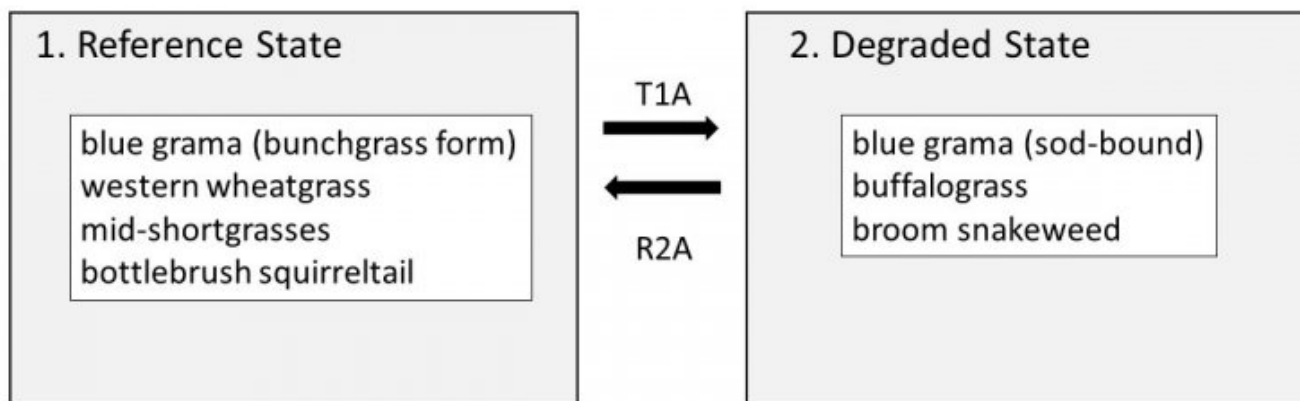 1. Reference State
blue grama (bunchgrass form)
western wheatgrass
mid-shortgrasses
bottlebrush squirreltail
T1A
R2A
2. Degraded State
blue grama (sod-bound)
buffalograss
broom snakeweed